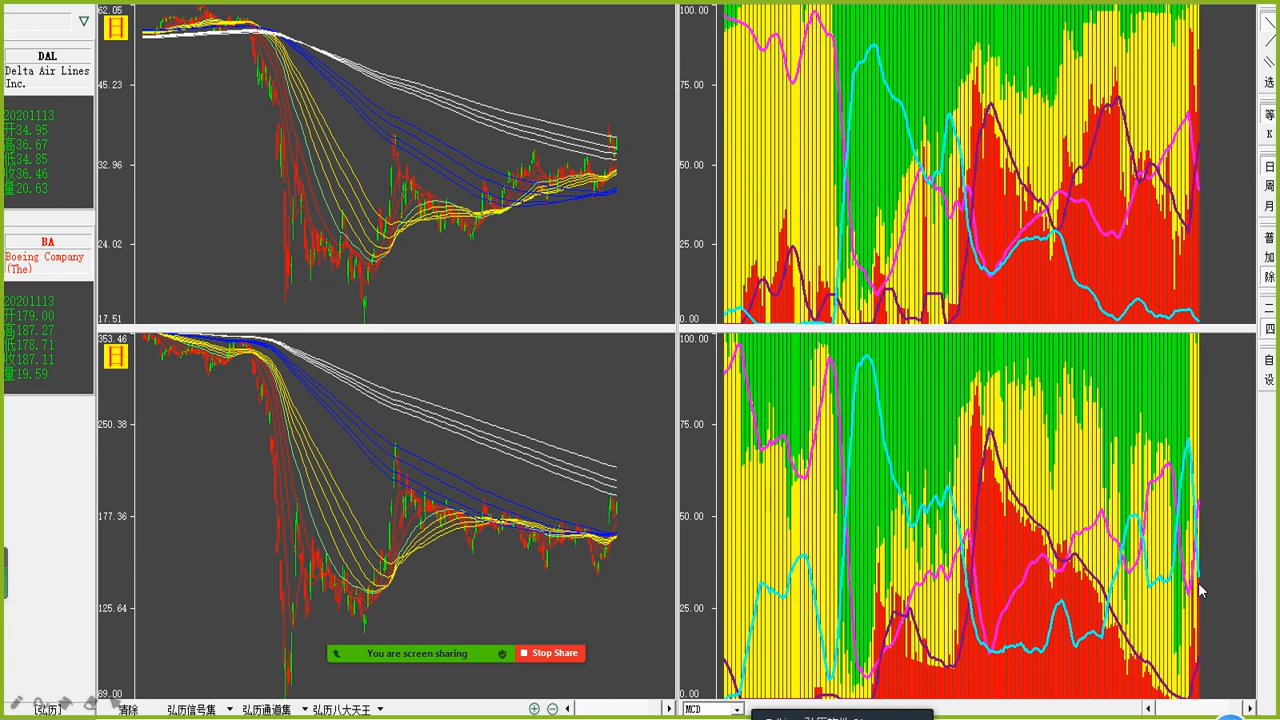 DAL
Delta Air Lines
Inc.
20201113
开34.95
高36.67
低34.85
收36.46
量20.63
BA
Boeing Company
(The)
20201113
开179.00
高187.27
低178.71
收187.11
量19.59
日
62.05
45.23
32.96
24.02
17.51
日
353.46
250.38
177.36
125.64
89.00
100.00
75.00
50.00
25.00
0.00
100.00
75.00
50.00
25.00
0.00
选
等
K
日
周
月
普
加
除
二
四
自
设
You are screen sharing
Stop Share
[弘历]
清除
弘历信号集
弘历通道集
弘历八大天王
MCD